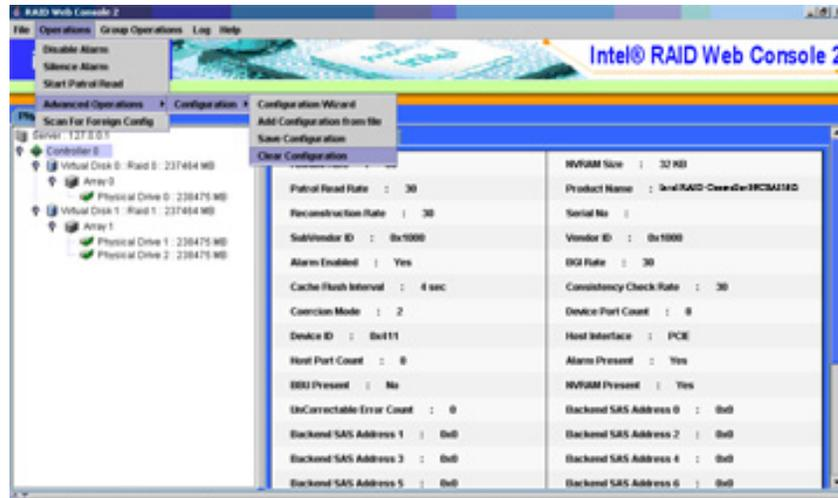 RAID Web Console 2
File Operations Group Operations Log Help
Intel® RAID Web Console 2
Disable Alarm
Silence Alarm
Start Patrol Read
Advanced Operations
Scan For Foreign Config
Configuration
Configuration Wizard
Add Configuration from file
Save Configuration
Clear Configuration
Server : 127.0.0.1
Controller 0
Virtual Disk 0 : Raid 0 : 237464 MB
Array 0
Physical Drive 0 : 238475 MB
Virtual Disk 1 : Raid 1 : 237464 MB
Array 1
Physical Drive 1 : 238475 MB
Physical Drive 2 : 238475 MB
NVRAM Size : 32 KB
Patrol Read Rate : 30 Product Name : Intel RAID Controller
Reconstruction Rate : 30 Serial No :
SubVendor ID : 0x1000 Vendor ID : 0x1000
Alarm Enabled : Yes BGI Rate : 30
Cache Flush Interval : 4 sec Consistency Check Rate : 30
Coercion Mode : 2 Device Port Count : 8
Device ID : 0x411 Host Interface : PCIE
Host Port Count : 0 Alarm Present : Yes
BBU Present : No NVRAM Present : Yes
UnCorrectable Error Count : 0 Backend SAS Address 0 : 0x0
Backend SAS Address 1 : 0x0 Backend SAS Address 2 : 0x0
Backend SAS Address 3 : 0x0 Backend SAS Address 4 : 0x0
Backend SAS Address 5 : 0x0 Backend SAS Address 6 : 0x0